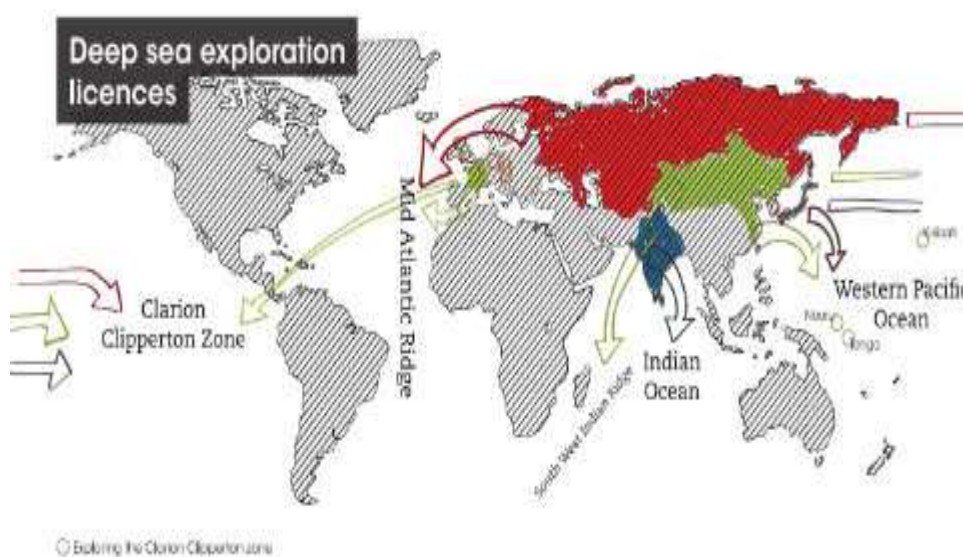 Deep sea exploration
licences
Mid Atlantic Ridge
Clarion
Clipperton Zone
Kiribati
Western Pacific
Ocean
Nauru
Tonga
Indian
Ocean
South West Indian Ridge
Exploring the Clarion Clipperton zone